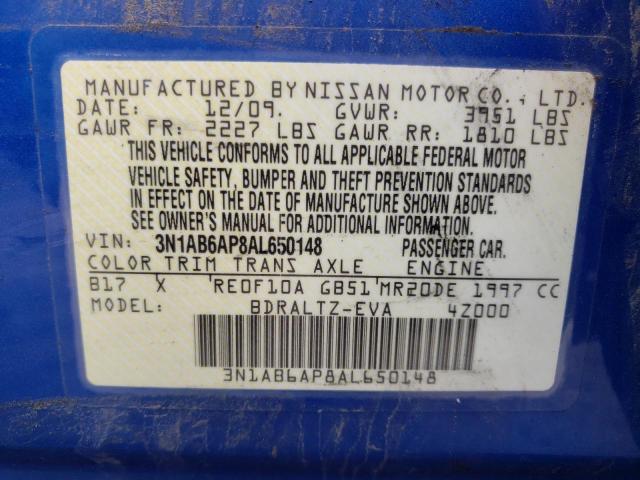 MANUFACTURED BY NISSAN MOTOR CO., LTD.
DATE: 12/09. GVWR: 3951 LBS
GAWR FR: 2227 LBS GAWR RR: 1810 LBS
THIS VEHICLE CONFORMS TO ALL APPLICABLE FEDERAL MOTOR
VEHICLE SAFETY, BUMPER AND THEFT PREVENTION STANDARDS
IN EFFECT ON THE DATE OF MANUFACTURE SHOWN ABOVE.
SEE OWNER'S MANUAL FOR ADDITIONAL INFORMATION.
VIN: 3N1AB6AP8AL650148 PASSENGER CAR.
COLOR TRIM TRANS AXLE ENGINE
B17 X RE0F10A GB51 MR20DE 1997 CC
MODEL: BDRALTZ-EVA 4Z000
3N1AB6AP8AL650148